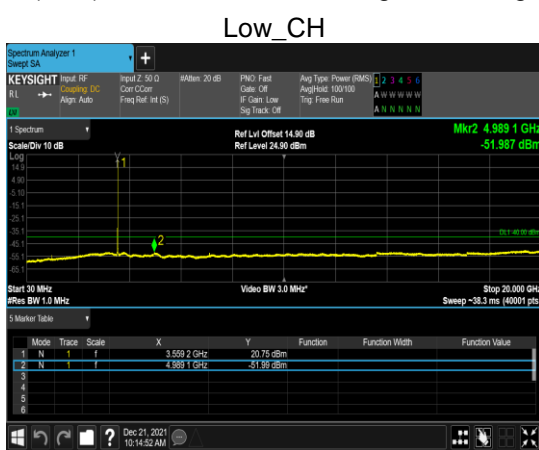 Low_CH
Spectrum Analyzer 1
Swept SA
KEYSIGHT
RL
Input: RF
Coupling: DC
Align: Auto
Input Z: 50 Ω
Corr CCorr
Freq Ref: Int (S)
#Atten: 20 dB
PNO: Fast
Gate: Off
IF Gain: Low
Sig Track: Off
Avg Type: Power (RMS)
Avg|Hold: 100/100
Trig: Free Run
1 2 3 4 5 6
A W W W W W
A N N N N N
1 Spectrum
Scale/Div 10 dB
Ref Lvl Offset 14.90 dB
Ref Level 24.90 dBm
Mkr2 4.989 1 GHz
-51.987 dBm
Log
14.9
4.90
-5.10
-15.1
-25.1
-35.1
-45.1
-55.1
-65.1
1
2
DL1 -40.00 dBm
Start 30 MHz
#Res BW 1.0 MHz
Video BW 3.0 MHz*
Stop 20.000 GHz
Sweep ~38.3 ms (40001 pts)
5 Marker Table
Mode Trace Scale X Y Function Function Width Function Value
1 N 1 f 3.559 2 GHz 20.75 dBm
2 N 1 f 4.989 1 GHz -51.99 dBm
3
4
5
6
?
Dec 21, 2021
10:14:52 AM